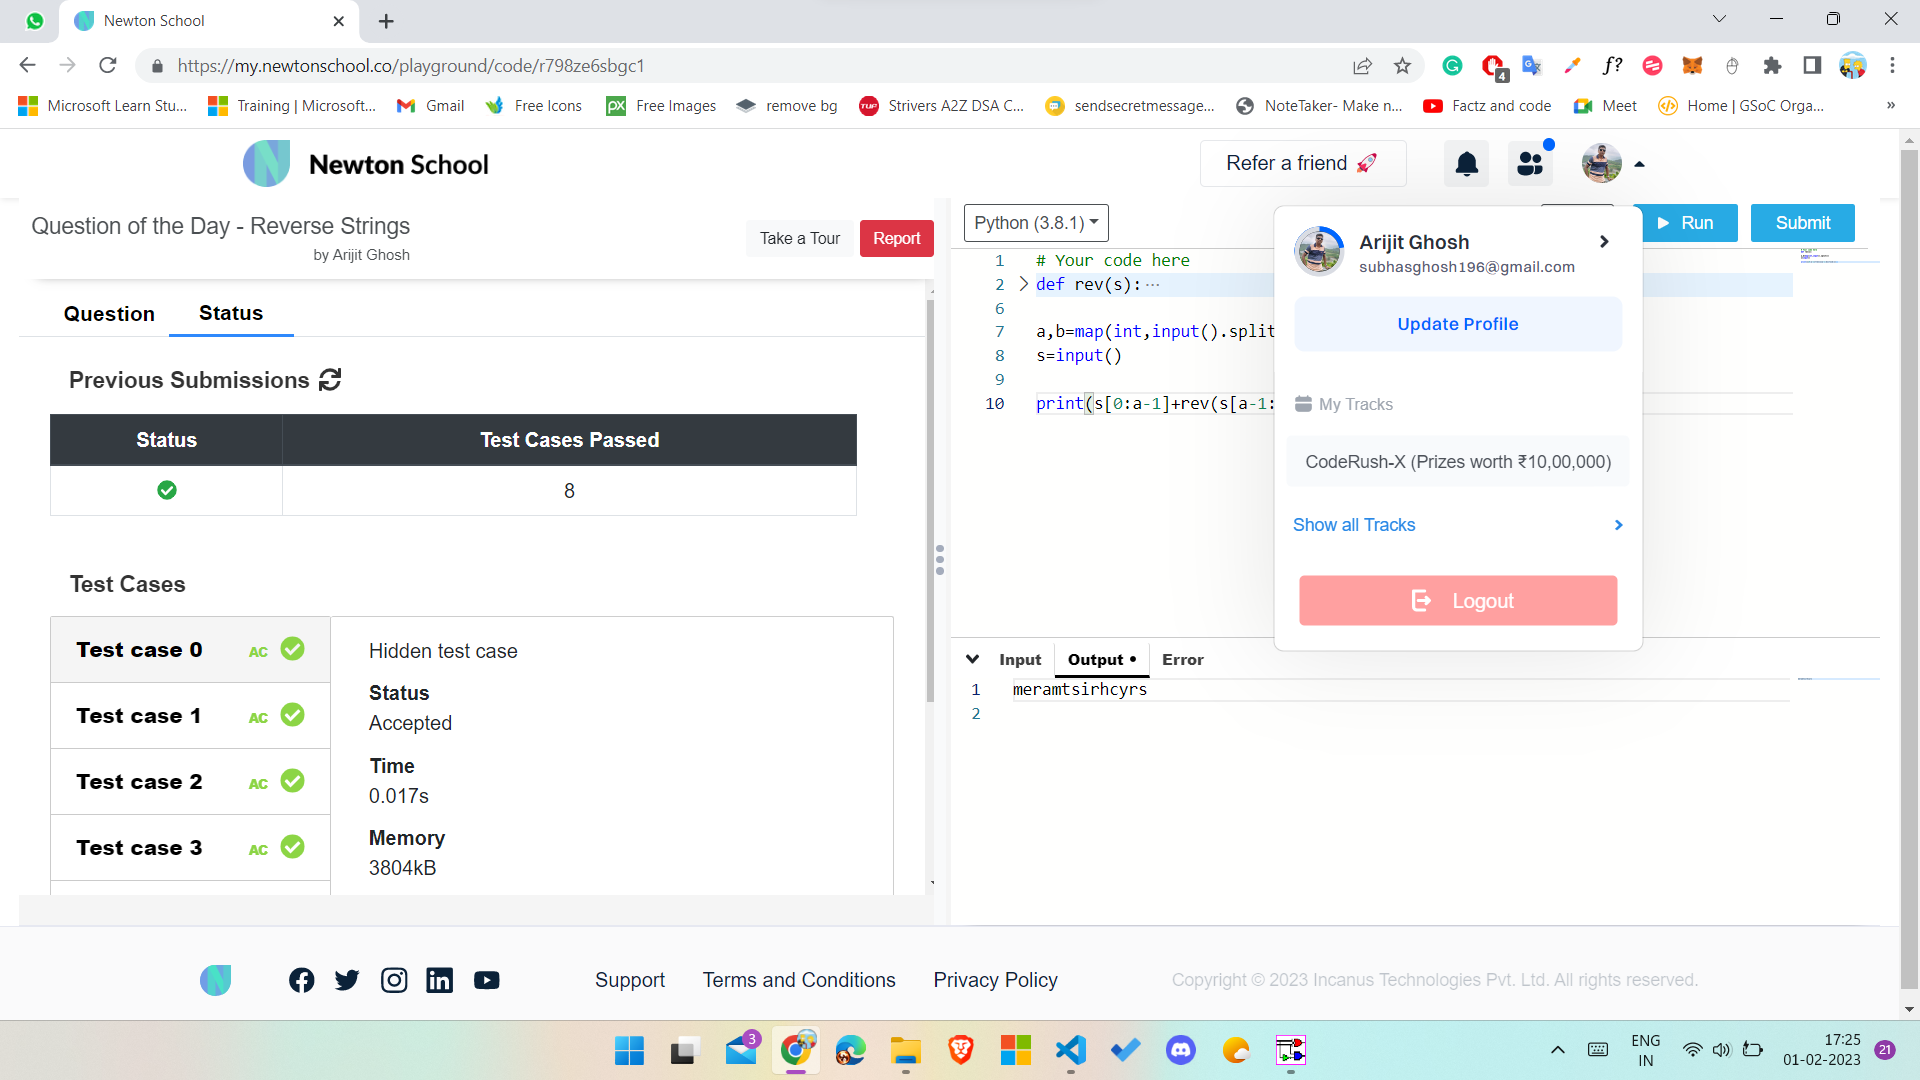 Newton School
https://my.newtonschool.co/playground/code/r798ze6sbgc1
4
f?
Microsoft Learn Stu...
Training | Microsoft...
Gmail
Free Icons
px
Free Images
remove bg
TUF
Strivers A2Z DSA C...
sendsecretmessage...
NoteTaker- Make n...
Factz and code
Meet
Home | GSoC Orga...
»
Newton School
Refer a friend 🚀
Question of the Day - Reverse Strings
by Arijit Ghosh
Take a Tour
Report
Python (3.8.1)
Run
Submit
Question
Status
Previous Submissions
Status
Test Cases Passed
8
Test Cases
Test case 0
AC
Test case 1
AC
Test case 2
AC
Test case 3
AC
Hidden test case
Status
Accepted
Time
0.017s
Memory
3804kB
1 # Your code here
2 def rev(s):···
6
7 a,b=map(int,input().split
8 s=input()
9
10 print(s[0:a-1]+rev(s[a-1:
Arijit Ghosh
subhasghosh196@gmail.com
Update Profile
My Tracks
CodeRush-X (Prizes worth ₹10,00,000)
Show all Tracks
Logout
Input
Output •
Error
1 meramtsirhcyrs
2
Support
Terms and Conditions
Privacy Policy
Copyright © 2023 Incanus Technologies Pvt. Ltd. All rights reserved.
3
ENG
IN
17:25
01-02-2023
21